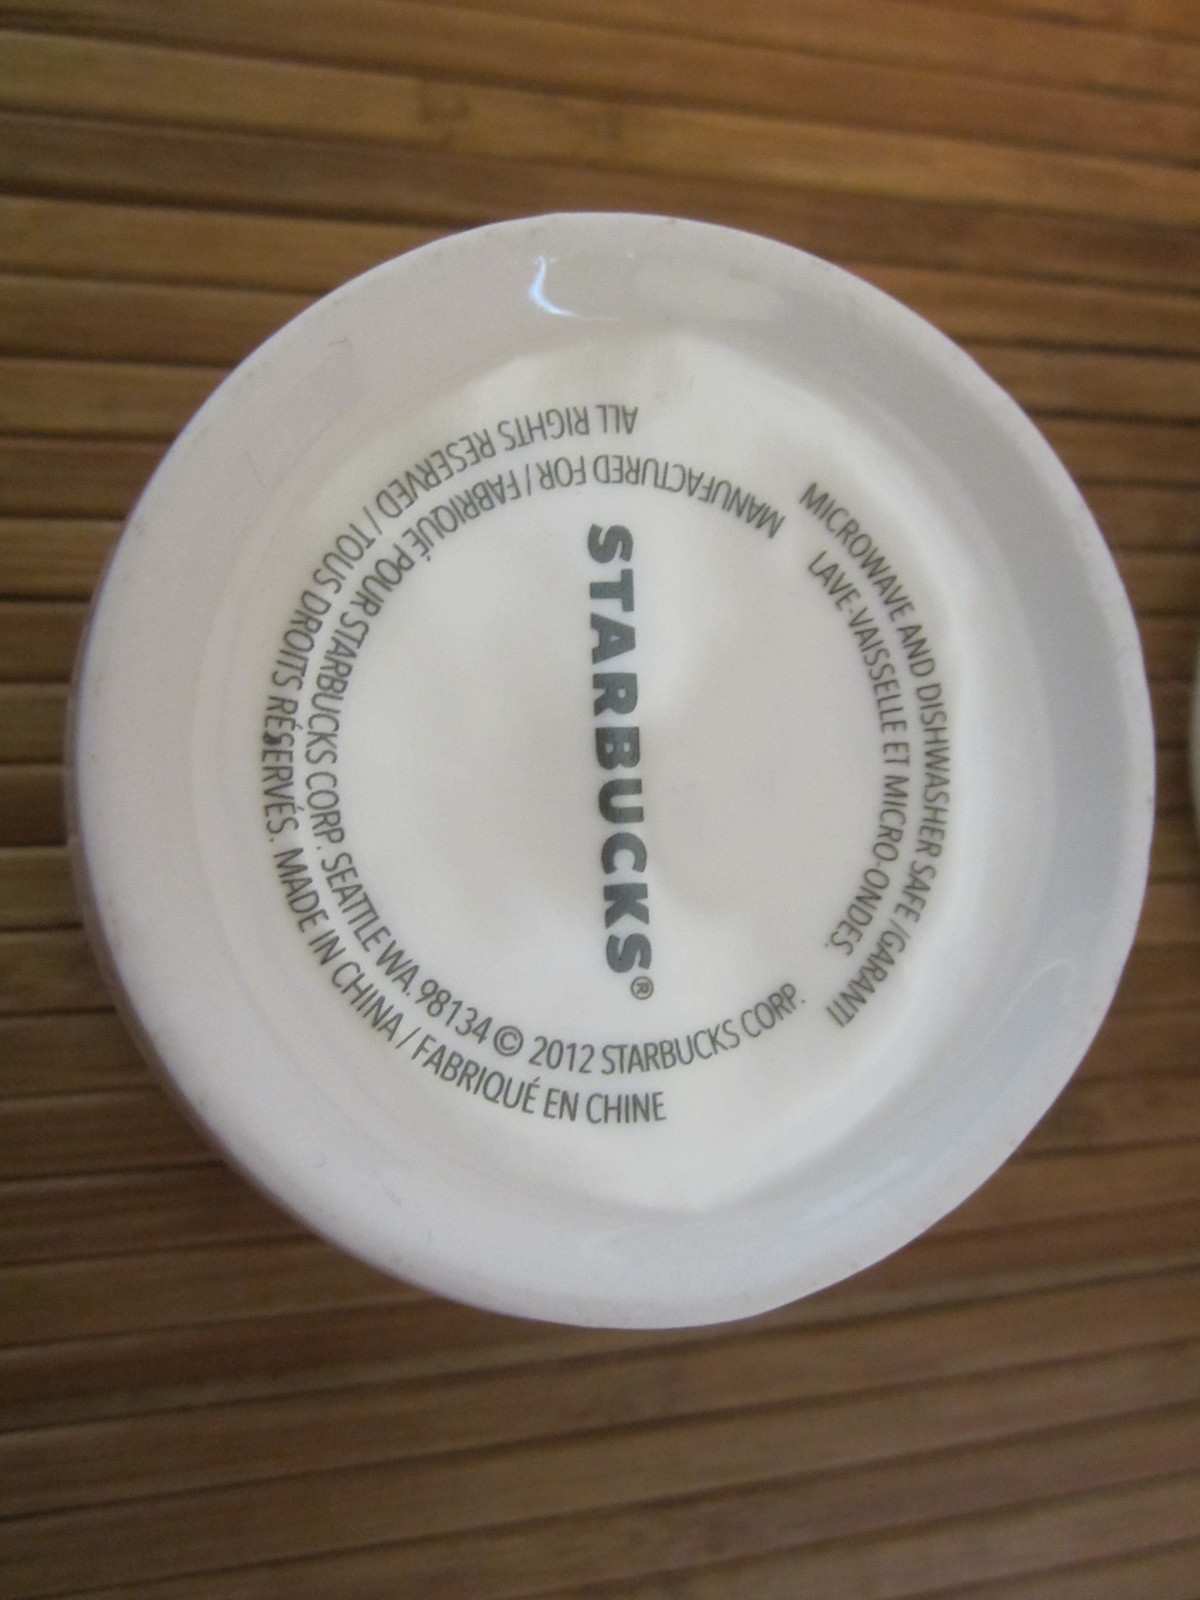 MICROWAVE AND DISHWASHER SAFE / GARANTI
LAVE-VAISSELLE ET MICRO-ONDES.
STARBUCKS®
MANUFACTURED FOR / FABRIQUÉ POUR STARBUCKS CORP. SEATTLE WA. 98134 © 2012 STARBUCKS CORP.
ALL RIGHTS RESERVED / TOUS DROITS RÉSERVÉS. MADE IN CHINA / FABRIQUÉ EN CHINE